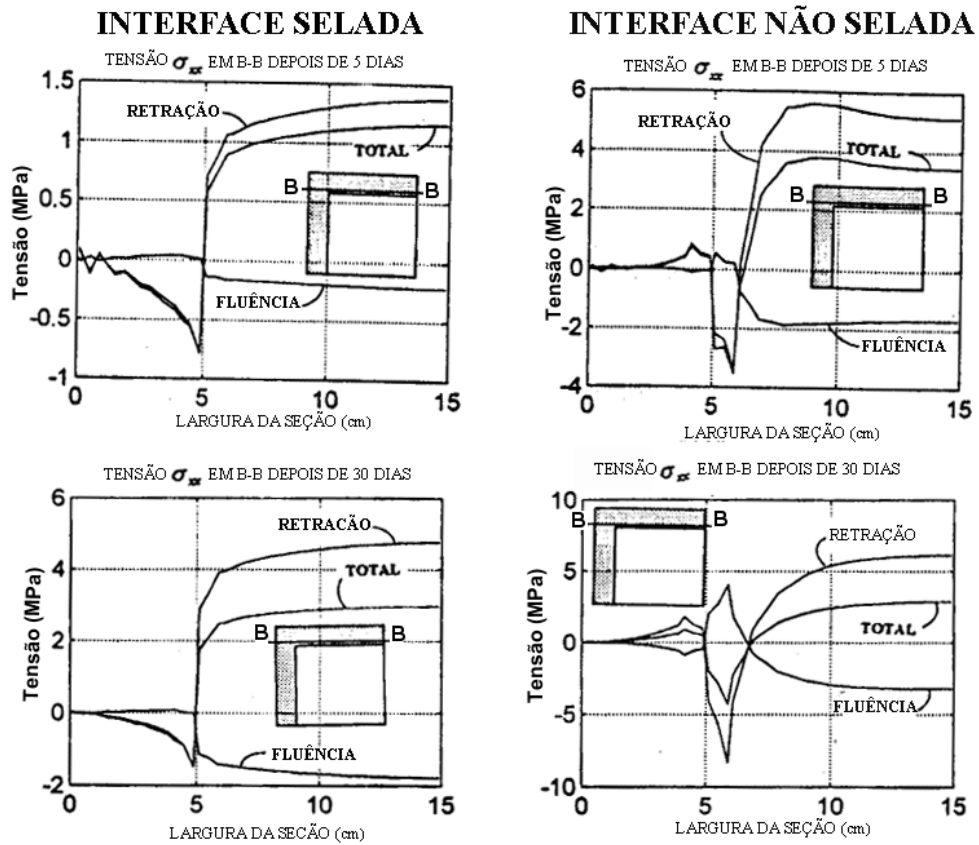 INTERFACE SELADA
TENSÃO σxx EM B-B DEPOIS DE 5 DIAS
1.5
1
0.5
0
-0.5
-1
Tensão (MPa)
RETRAÇÃO
TOTAL
B B
FLUÊNCIA
0 5 10 15
LARGURA DA SEÇÃO (cm)
INTERFACE NÃO SELADA
TENSÃO σxx EM B-B DEPOIS DE 5 DIAS
6
4
2
0
-2
-4
Tensão (MPa)
RETRAÇÃO
TOTAL
B B
FLUÊNCIA
0 5 10 15
LARGURA DA SEÇÃO (cm)
TENSÃO σxx EM B-B DEPOIS DE 30 DIAS
6
4
2
0
-2
Tensão (MPa)
RETRACÃO
TOTAL
B B
FLUÊNCIA
0 5 10 15
LARGURA DA SECÃO (cm)
TENSÃO σxx EM B-B DEPOIS DE 30 DIAS
10
5
0
-5
-10
Tensão (MPa)
B B
RETRAÇÃO
TOTAL
FLUÊNCIA
0 5 10 15
LARGURA DA SEÇÃO (cm)